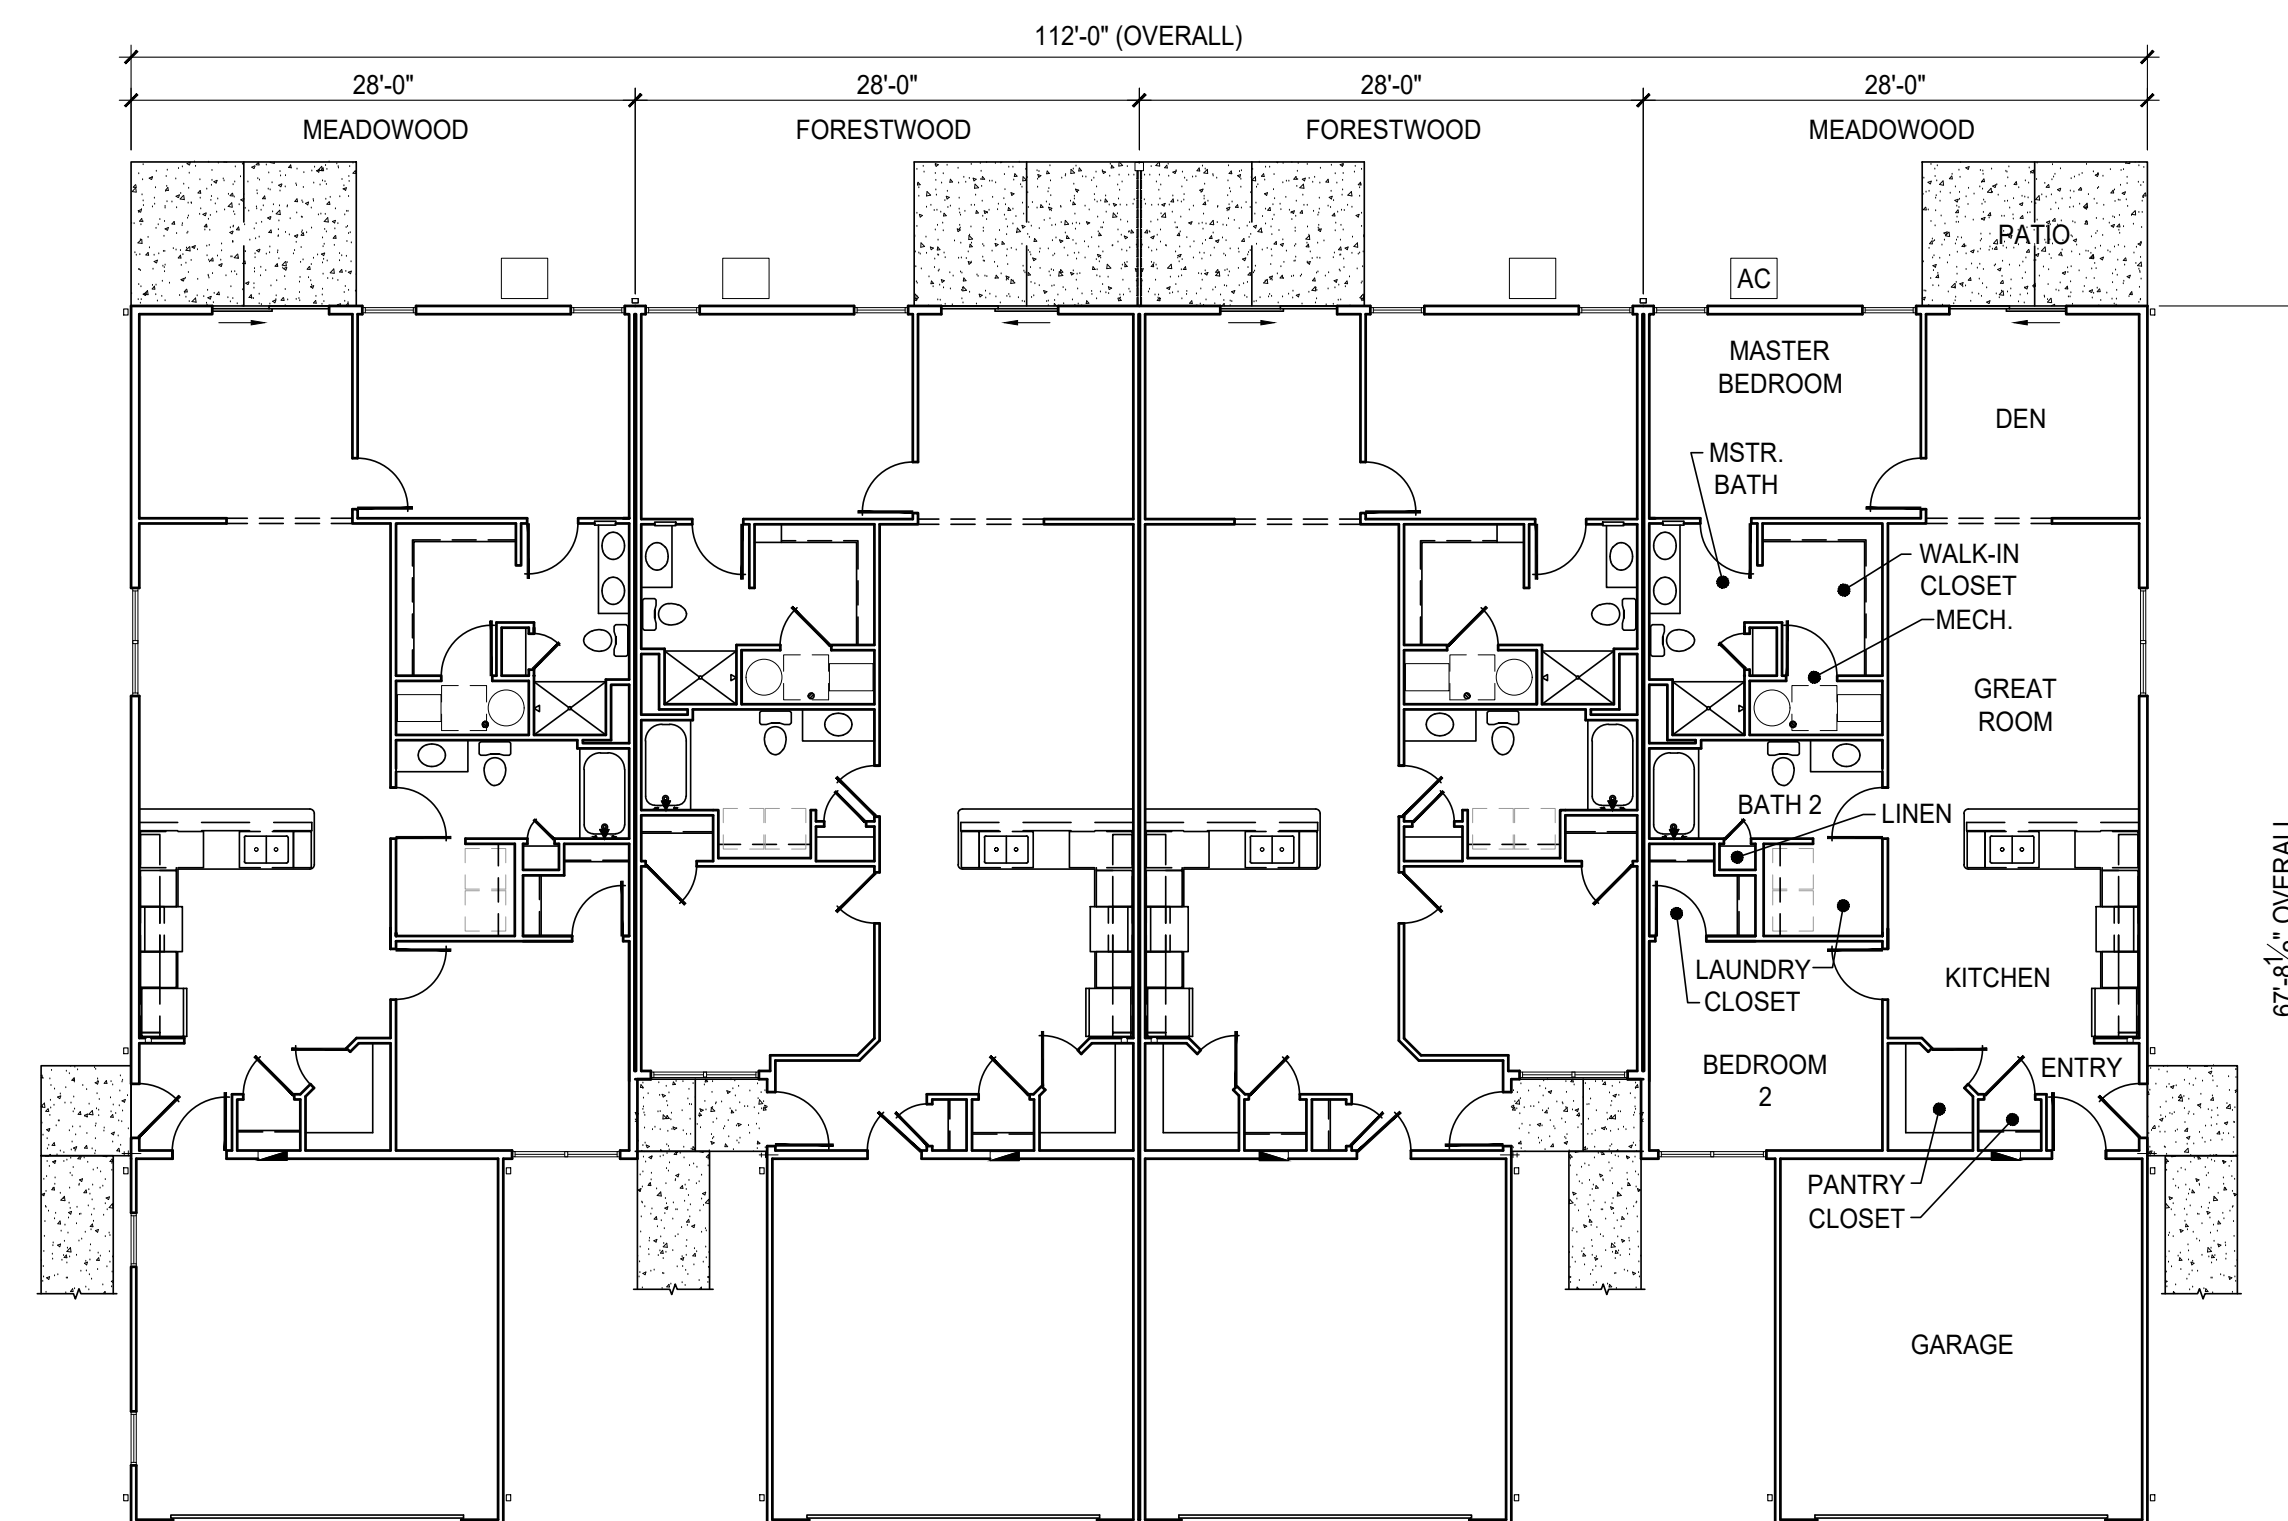 112'-0" (OVERALL)
28'-0"
28'-0"
28'-0"
28'-0"
MEADOWOOD
FORESTWOOD
FORESTWOOD
MEADOWOOD
PATIO
AC
MASTER
BEDROOM
DEN
MSTR.
BATH
WALK-IN
CLOSET
MECH.
GREAT
ROOM
BATH 2
LINEN
LAUNDRY
CLOSET
KITCHEN
BEDROOM
2
ENTRY
PANTRY
CLOSET
GARAGE
67'-8½" OVERALL